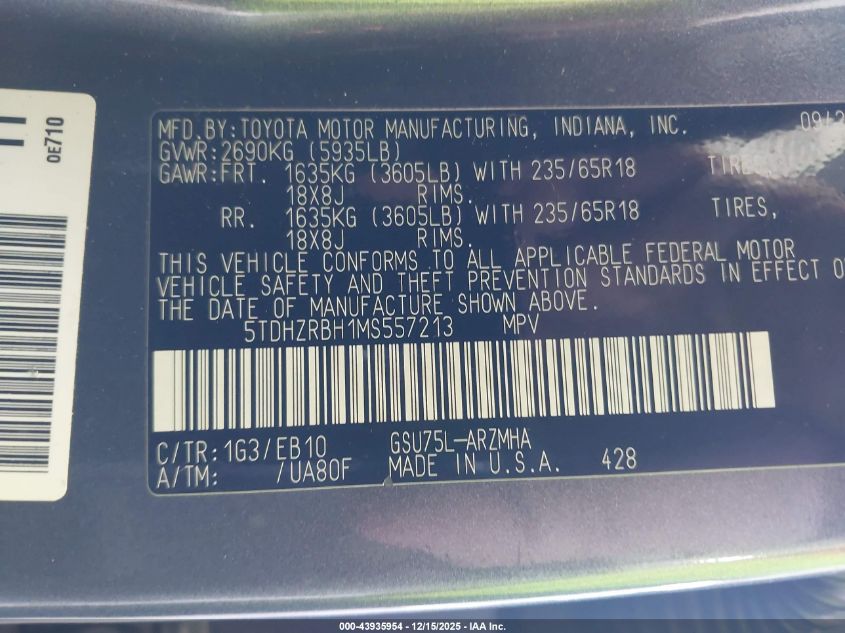 0E710
MFD.BY:TOYOTA MOTOR MANUFACTURING, INDIANA, INC. 09/2
GVWR:2690KG (5935LB)
GAWR:FRT. 1635KG (3605LB) WITH 235/65R18 TIRES,
18X8J RIMS.
RR. 1635KG (3605LB) WITH 235/65R18 TIRES,
18X8J RIMS.
THIS VEHICLE CONFORMS TO ALL APPLICABLE FEDERAL MOTOR
VEHICLE SAFETY AND THEFT PREVENTION STANDARDS IN EFFECT O
THE DATE OF MANUFACTURE SHOWN ABOVE.
5TDHZRBH1MS557213 MPV
C/TR:1G3/EB10 GSU75L-ARZMHA
A/TM: /UA80F MADE IN U.S.A. 428
000-43935954 - 12/15/2025 - IAA Inc.